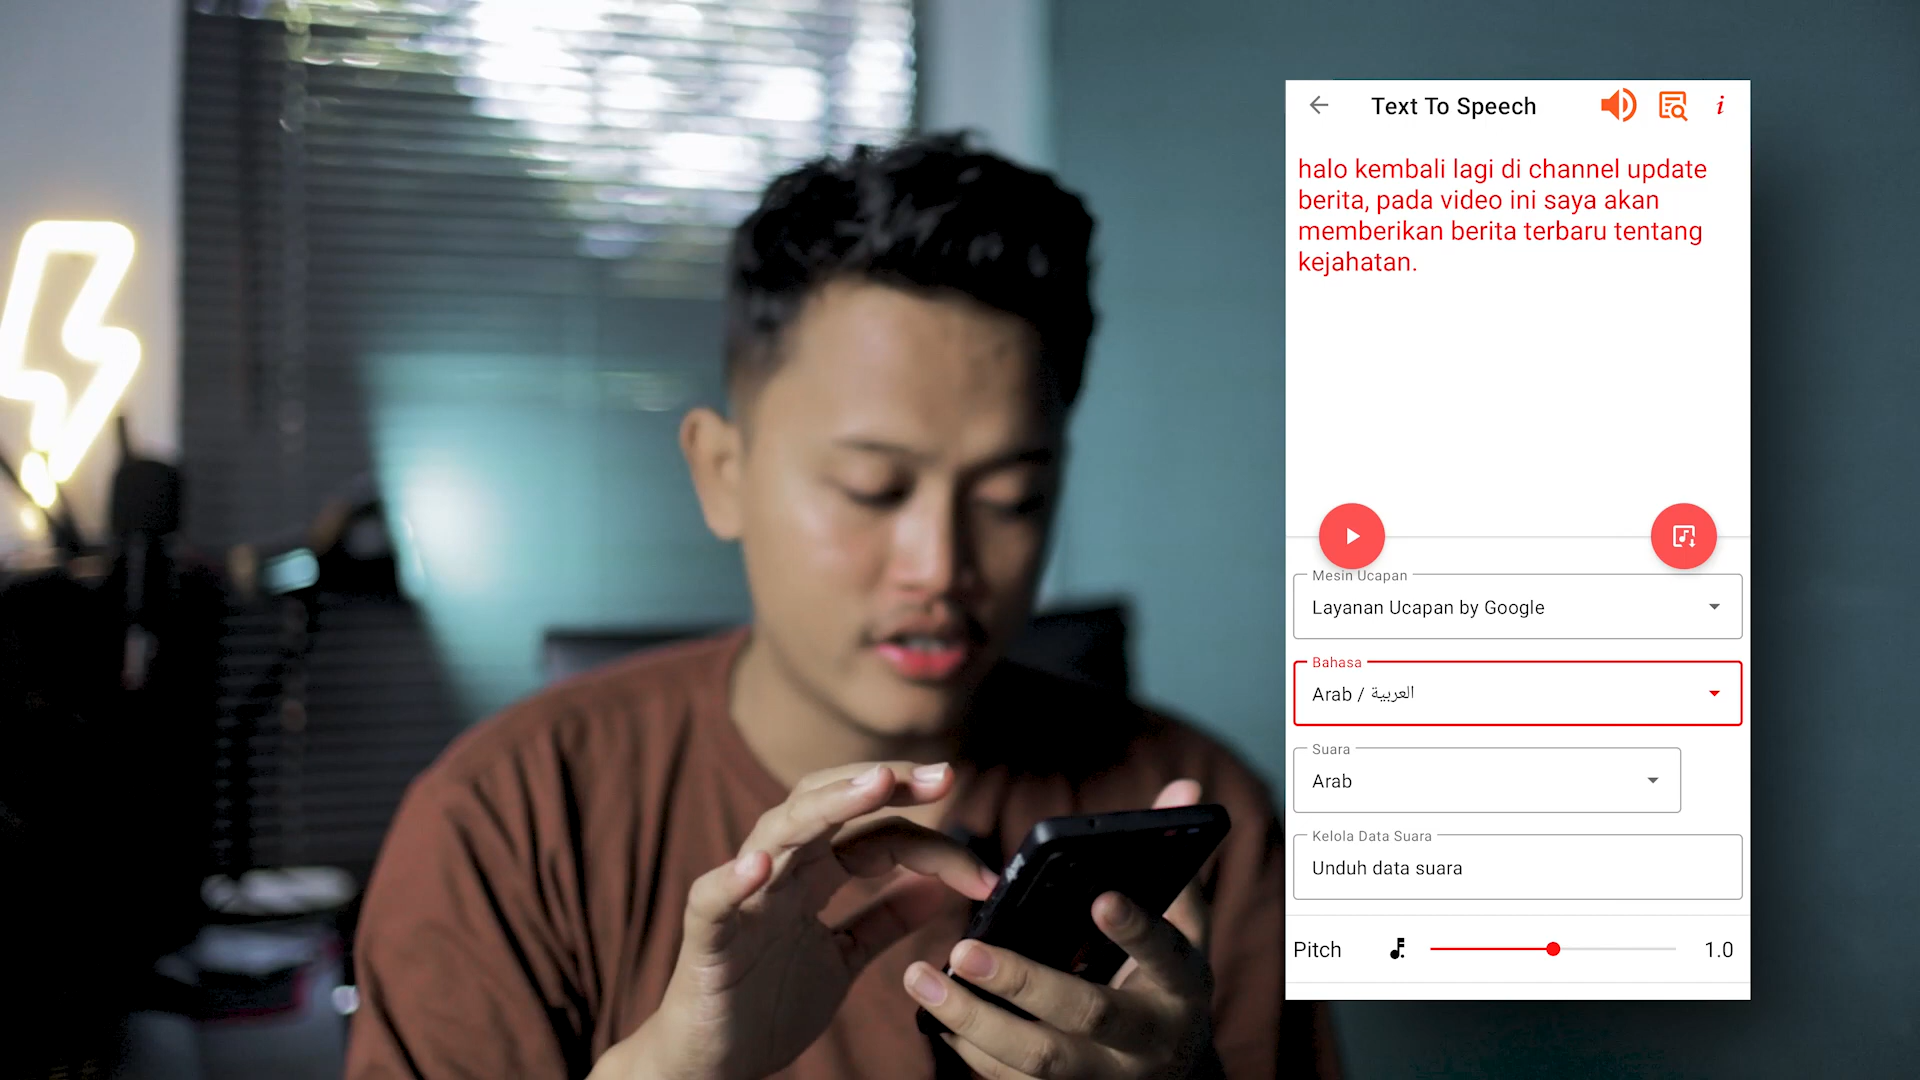 Text To Speech
halo kembali lagi di channel update
berita, pada video ini saya akan
memberikan berita terbaru tentang
kejahatan.
Mesin Ucapan
Layanan Ucapan by Google
Bahasa
Arab / العربية
Suara
Arab
Kelola Data Suara
Unduh data suara
Pitch 1.0